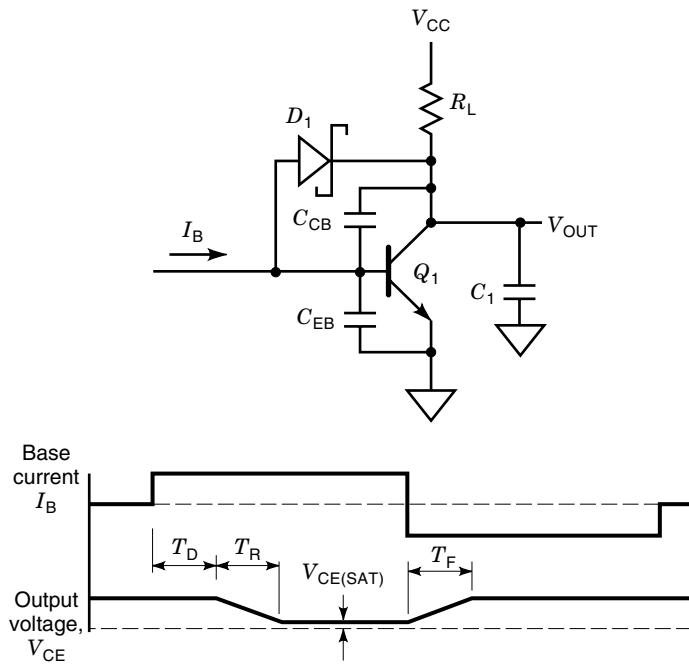 V_CC
R_L
D_1
C_CB
V_OUT
I_B
Q_1
C_1
C_EB
Base
current
I_B
T_D
T_R
V_CE(SAT)
T_F
Output
voltage,
V_CE